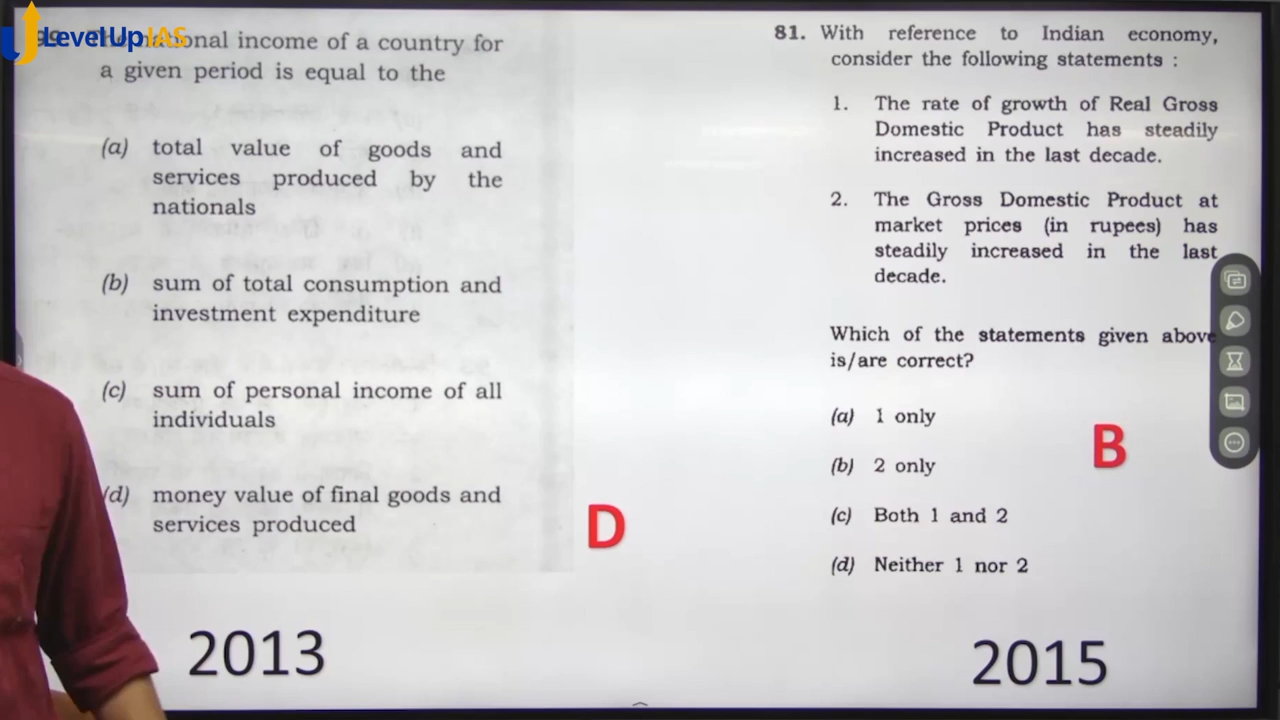 LevelUp IAS
national income of a country for
a given period is equal to the
(a) total value of goods and
services produced by the
nationals
(b) sum of total consumption and
investment expenditure
(c) sum of personal income of all
individuals
(d) money value of final goods and
services produced
D
2013
81. With reference to Indian economy,
consider the following statements :
1. The rate of growth of Real Gross
Domestic Product has steadily
increased in the last decade.
2. The Gross Domestic Product at
market prices (in rupees) has
steadily increased in the last
decade.
Which of the statements given above
is/are correct?
(a) 1 only
(b) 2 only
(c) Both 1 and 2
(d) Neither 1 nor 2
B
2015